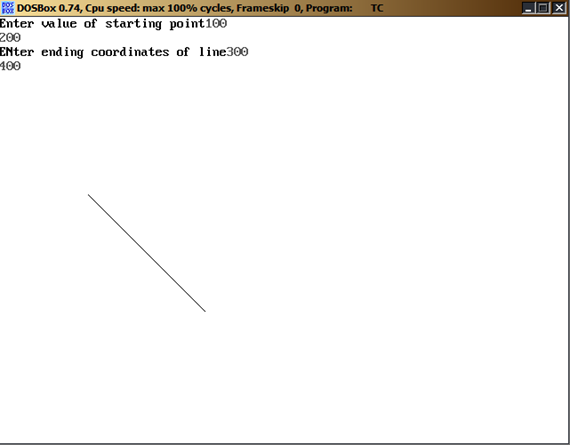 DOSBox 0.74, Cpu speed: max 100% cycles, Frameskip 0, Program: TC
Enter value of starting point100
200
ENter ending coordinates of line300
400